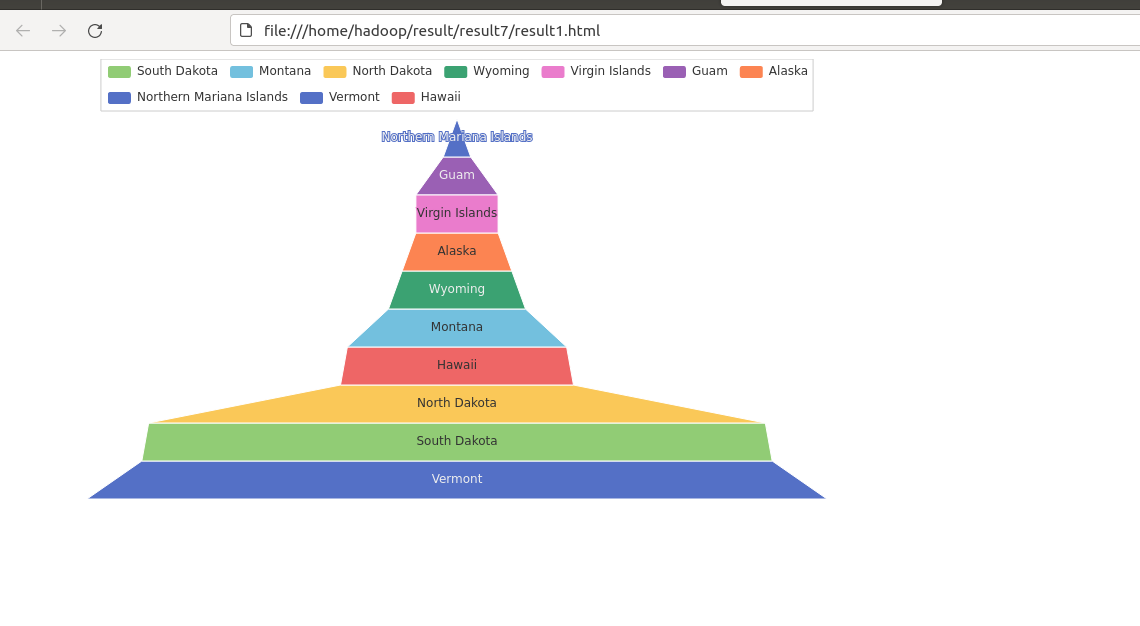 file:///home/hadoop/result/result7/result1.html
South Dakota Montana North Dakota Wyoming Virgin Islands Guam Alaska
Northern Mariana Islands Vermont Hawaii
Northern Mariana Islands
Guam
Virgin Islands
Alaska
Wyoming
Montana
Hawaii
North Dakota
South Dakota
Vermont